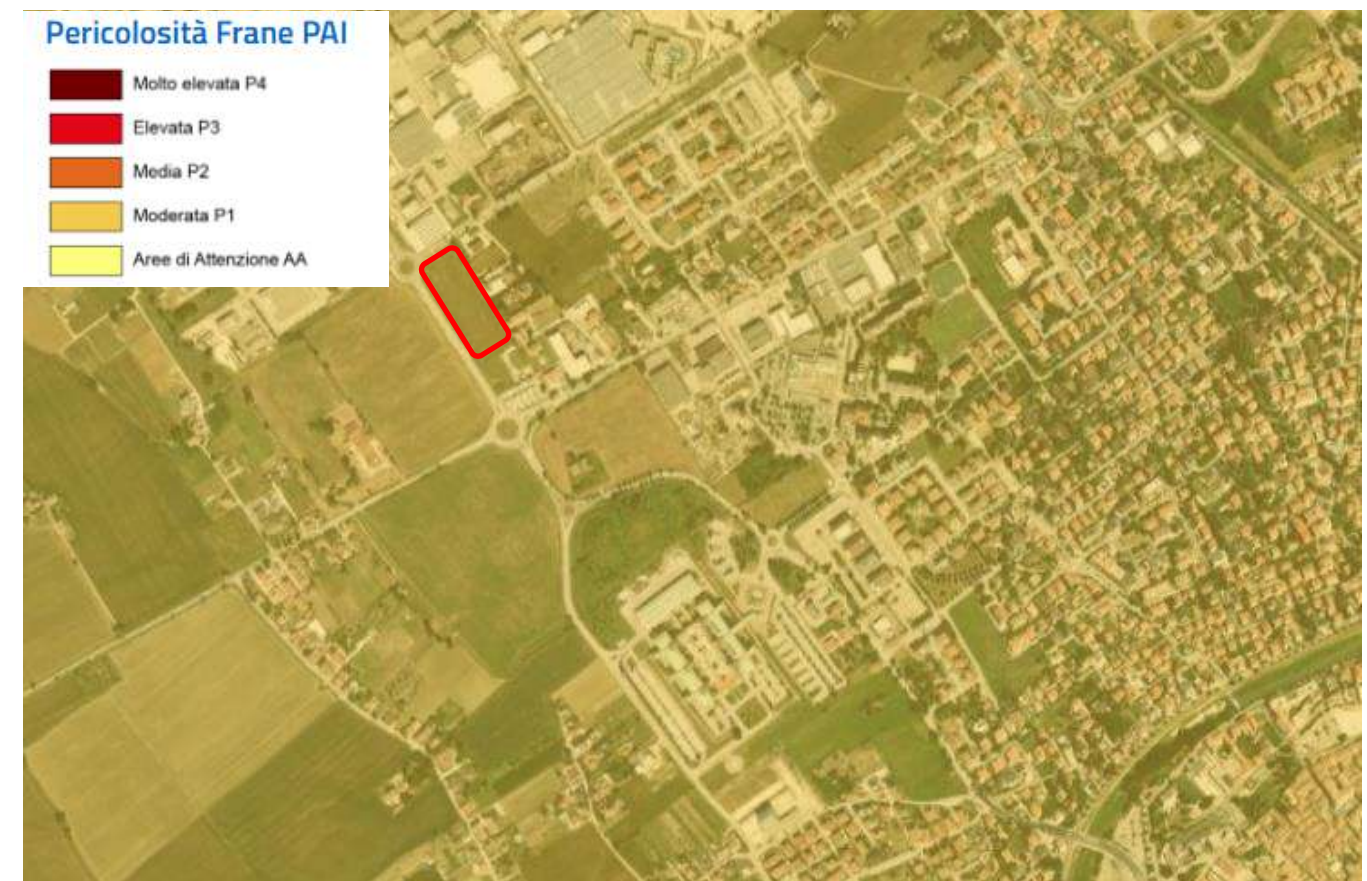 Pericolosità Frane PAI
Molto elevata P4
Elevata P3
Media P2
Moderata P1
Aree di Attenzione AA